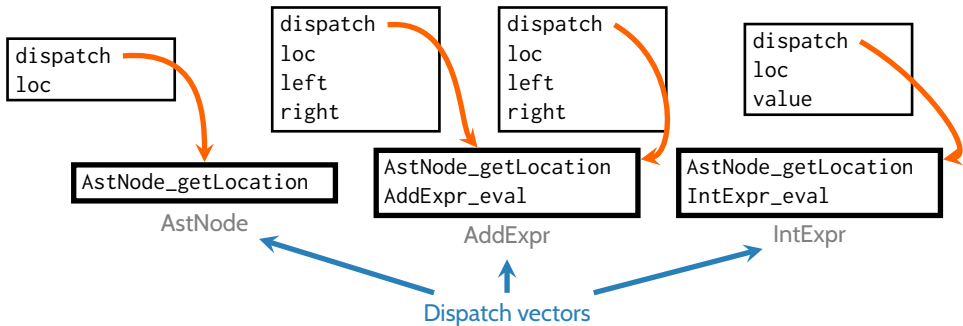 dispatch
loc
dispatch
loc
left
right
dispatch
loc
left
right
dispatch
loc
value
AstNode_getLocation
AstNode
AstNode_getLocation
AddExpr_eval
AddExpr
AstNode_getLocation
IntExpr_eval
IntExpr
Dispatch vectors